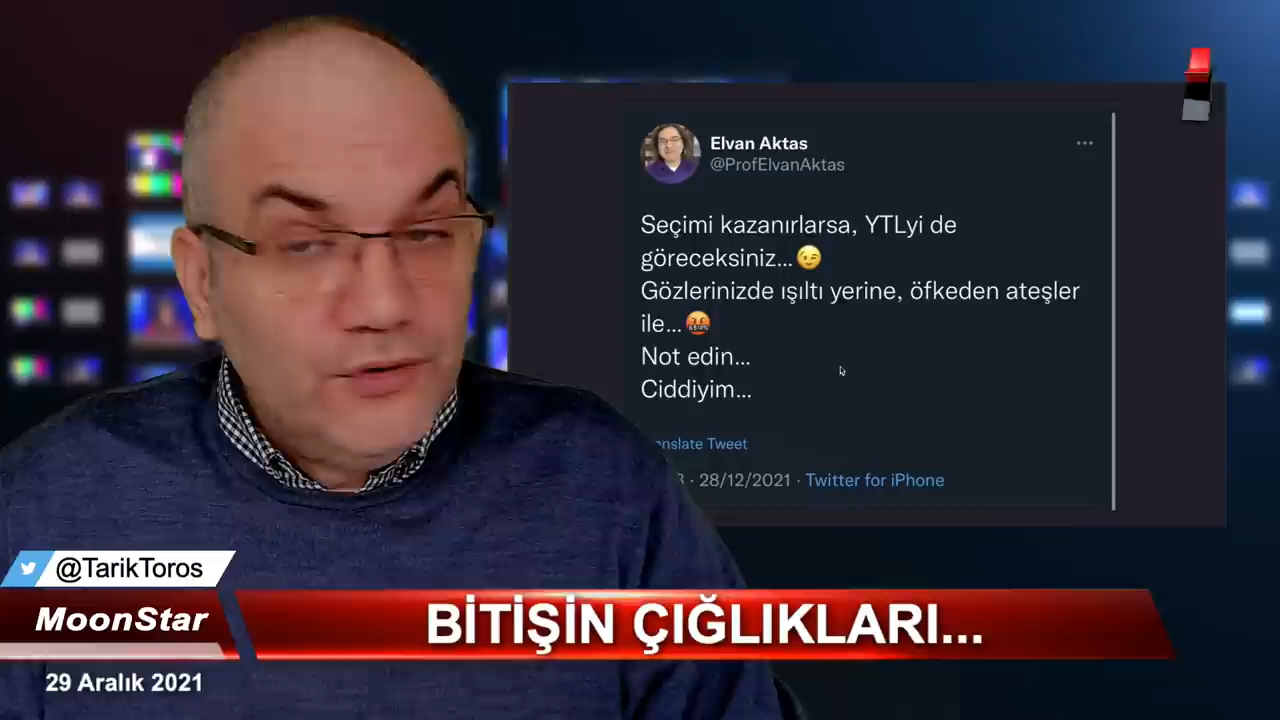 Elvan Aktas
@ProfElvanAktas
Seçimi kazanırlarsa, YTLyi de
göreceksiniz...😉
Gözlerinizde ışıltı yerine, öfkeden ateşler
ile...🤬
Not edin...
Ciddiyim...
Tweet
· 28/12/2021 · Twitter for iPhone
@TarikToros
MoonStar
BİTİŞİN ÇIĞLIKLARI...
29 Aralık 2021